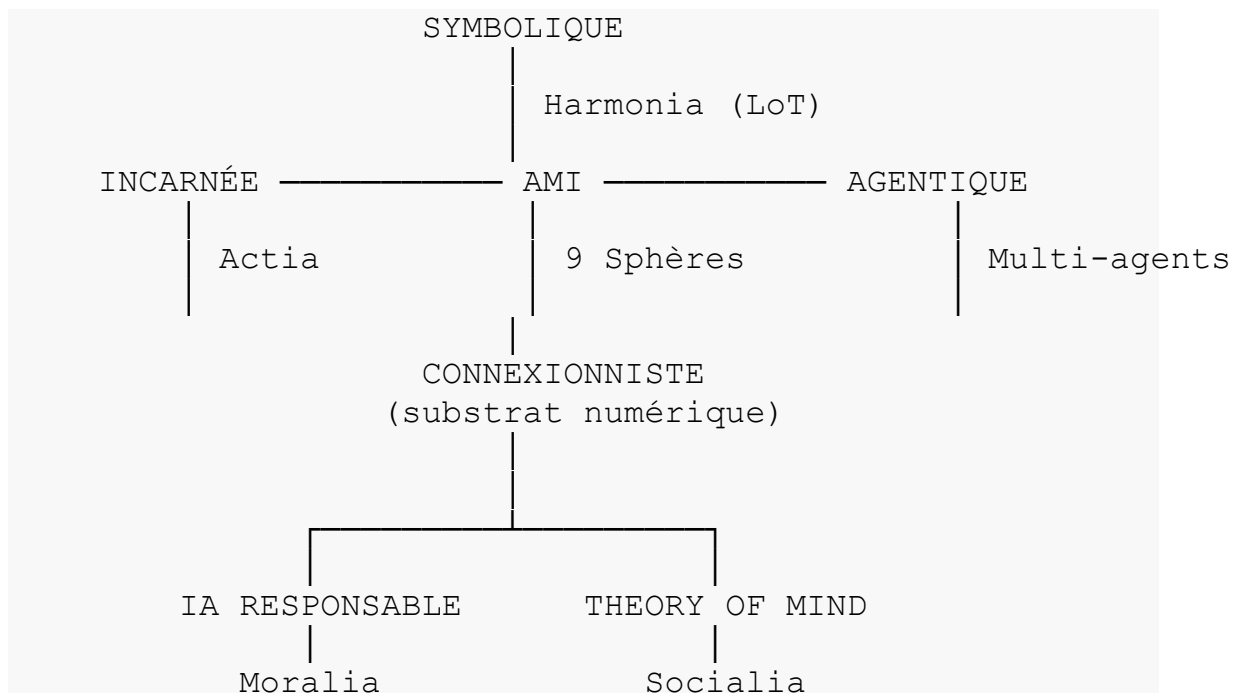 SYMBOLIQUE
Harmonia (LoT)
INCARNÉE AMI AGENTIQUE
Actia 9 Sphères Multi-agents
CONNEXIONNISTE
(substrat numérique)
IA RESPONSABLE THEORY OF MIND
Moralia Socialia